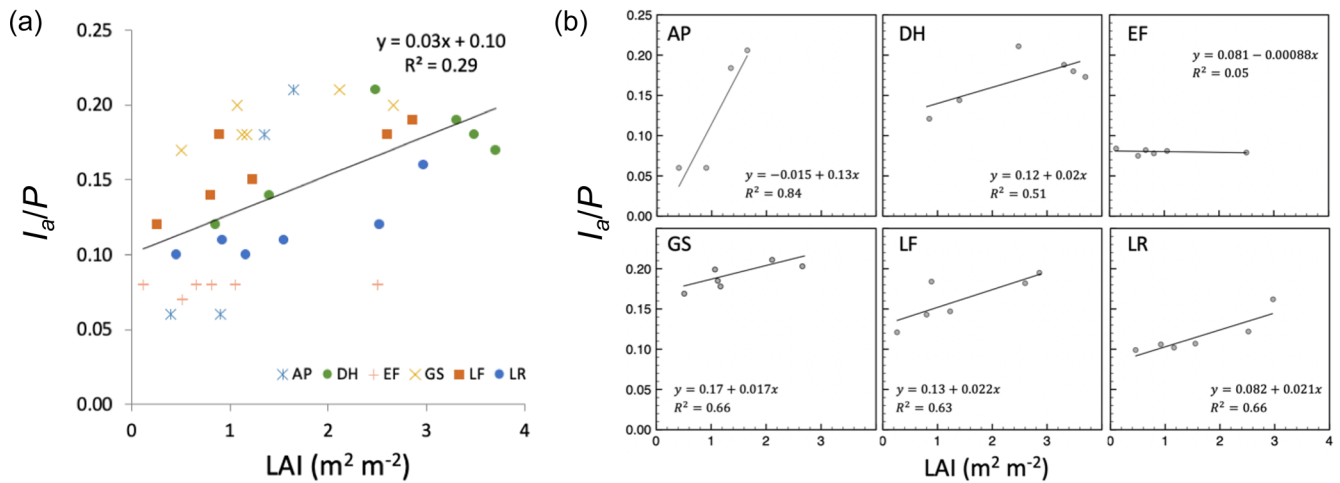 (a)
0.25
0.20
0.15
0.10
0.05
0.00
Iₐ/P
y = 0.03x + 0.10
R² = 0.29
AP DH EF GS LF LR
0 1 2 3 4
LAI (m² m⁻²)
(b)
0.25
0.20
0.15
0.10
0.05
0.00
Iₐ/P
AP
y = −0.015 + 0.13x
R² = 0.84
DH
y = 0.12 + 0.02x
R² = 0.51
EF
y = 0.081 − 0.00088x
R² = 0.05
0.20
0.15
0.10
0.05
0.00
GS
y = 0.17 + 0.017x
R² = 0.66
LF
y = 0.13 + 0.022x
R² = 0.63
LR
y = 0.082 + 0.021x
R² = 0.66
0 1 2 3 0 1 2 3 0 1 2 3 4
LAI (m² m⁻²)